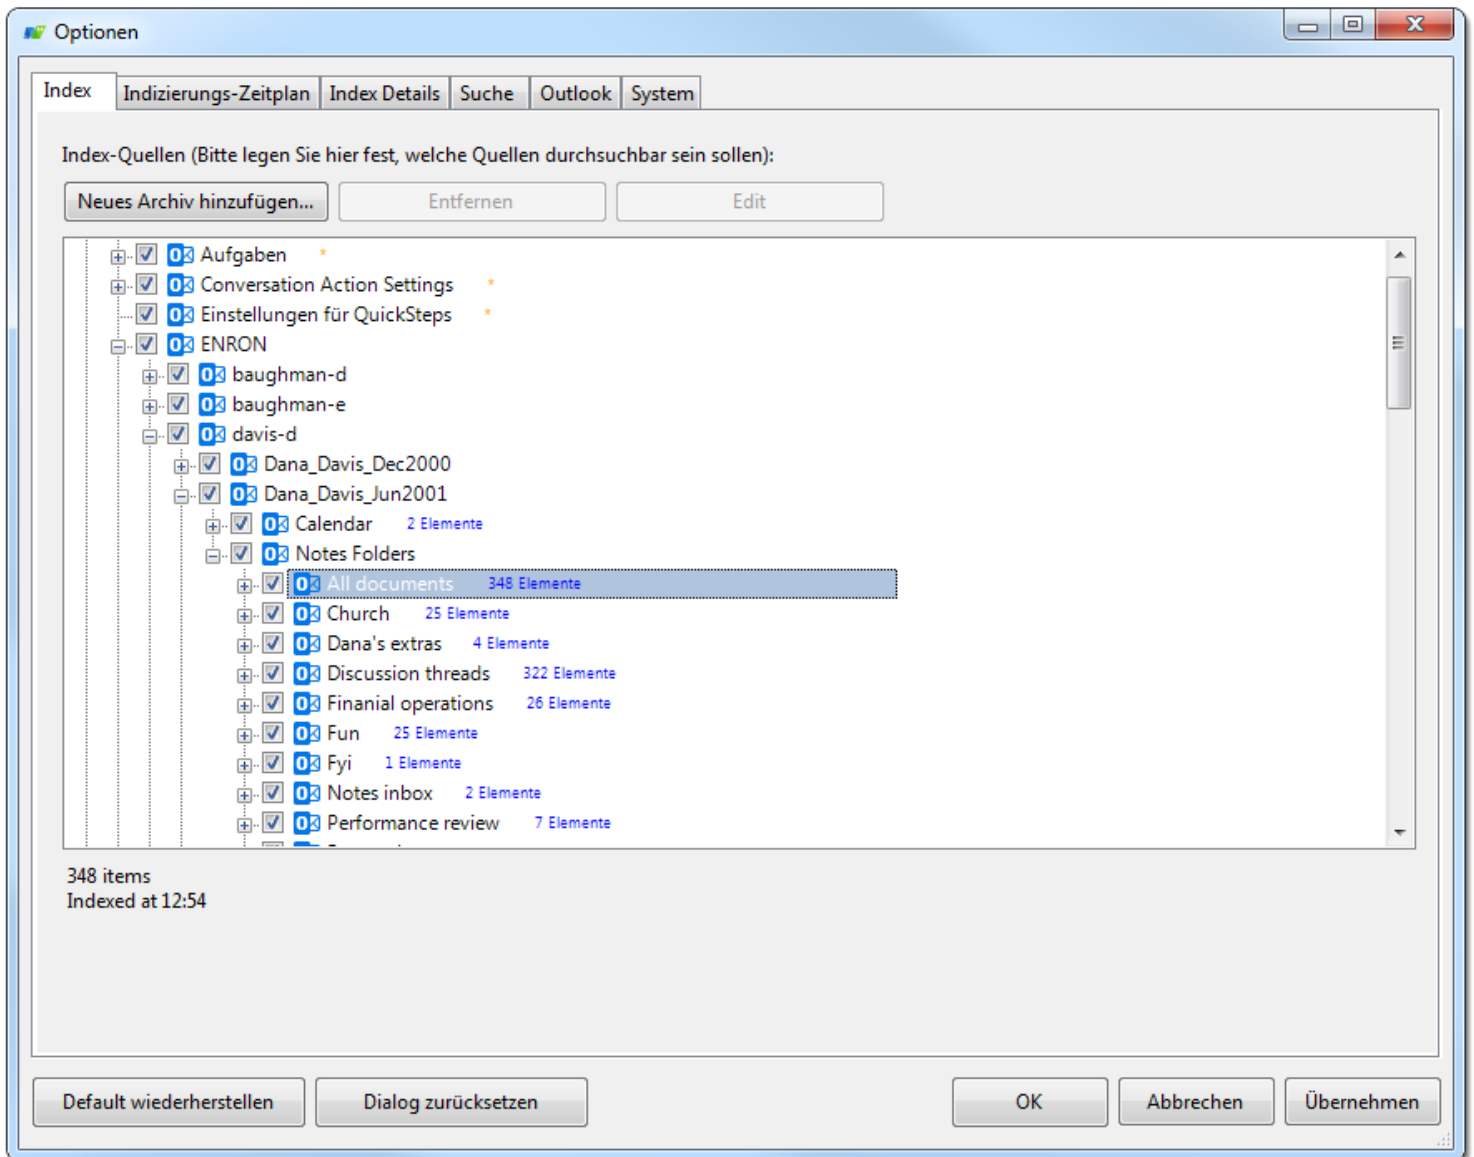 Optionen
Index Indizierungs-Zeitplan Index Details Suche Outlook System
Index-Quellen (Bitte legen Sie hier fest, welche Quellen durchsuchbar sein sollen):
Neues Archiv hinzufügen... Entfernen Edit
Aufgaben *
Conversation Action Settings *
Einstellungen für QuickSteps *
ENRON
baughman-d
baughman-e
davis-d
Dana_Davis_Dec2000
Dana_Davis_Jun2001
Calendar 2 Elemente
Notes Folders
All documents 348 Elemente
Church 25 Elemente
Dana's extras 4 Elemente
Discussion threads 322 Elemente
Finanial operations 26 Elemente
Fun 25 Elemente
Fyi 1 Elemente
Notes inbox 2 Elemente
Performance review 7 Elemente
348 items
Indexed at 12:54
Default wiederherstellen Dialog zurücksetzen OK Abbrechen Übernehmen